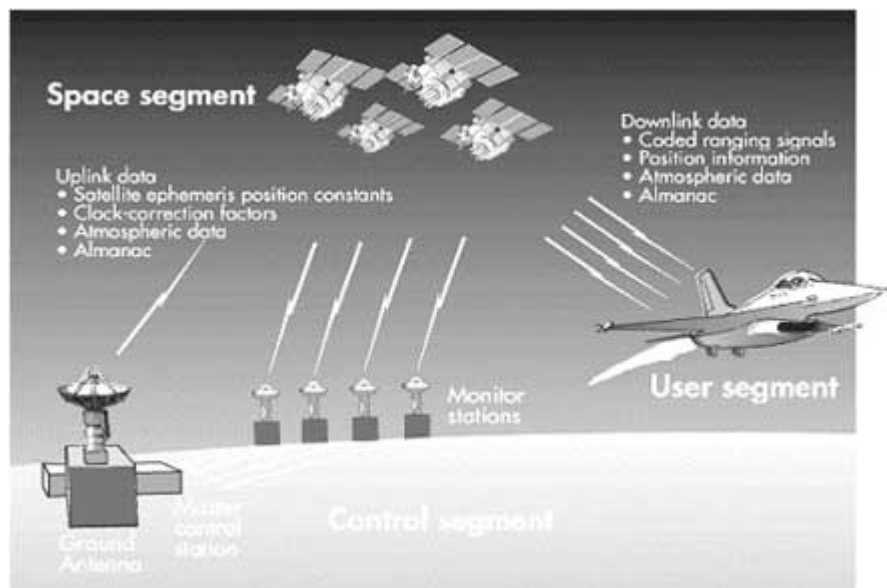 Space segment
Uplink data
• Satellite ephemeris position constants
• Clock-correction factors
• Atmospheric data
• Almanac
Downlink data
• Coded ranging signals
• Position information
• Atmospheric data
• Almanac
User segment
Monitor
stations
Control segment
Master
control
station
Ground
Antenna